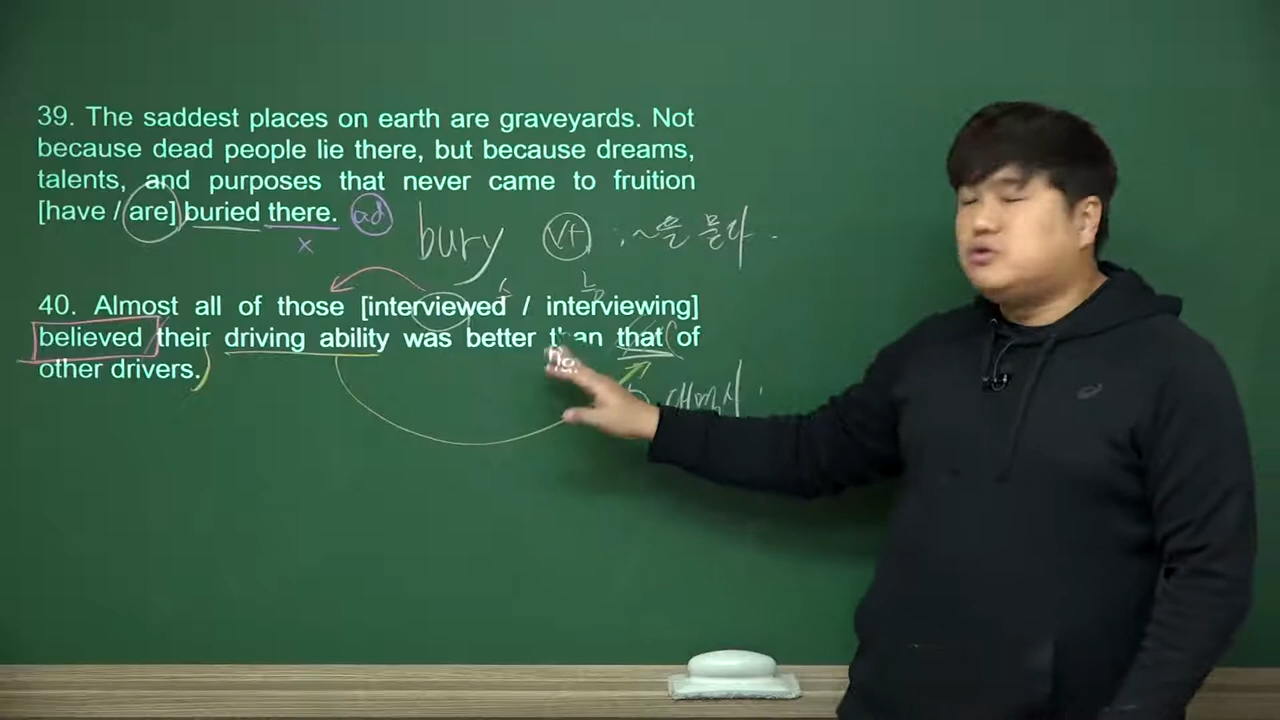 39. The saddest places on earth are graveyards. Not
because dead people lie there, but because dreams,
talents, and purposes that never came to fruition
[have / are] buried there. ad
x
bury vt : ~을 묻다.
40. Almost all of those [interviewed / interviewing]
believed their driving ability was better than that of
other drivers.
대명사